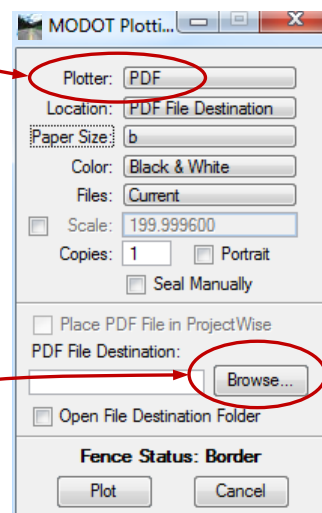 MODOT Plotti...
Plotter: PDF
Location: PDF File Destination
Paper Size: b
Color: Black & White
Files: Current
Scale: 199.999600
Copies: 1 Portrait
Seal Manually
Place PDF File in ProjectWise
PDF File Destination:
Browse...
Open File Destination Folder
Fence Status: Border
Plot Cancel